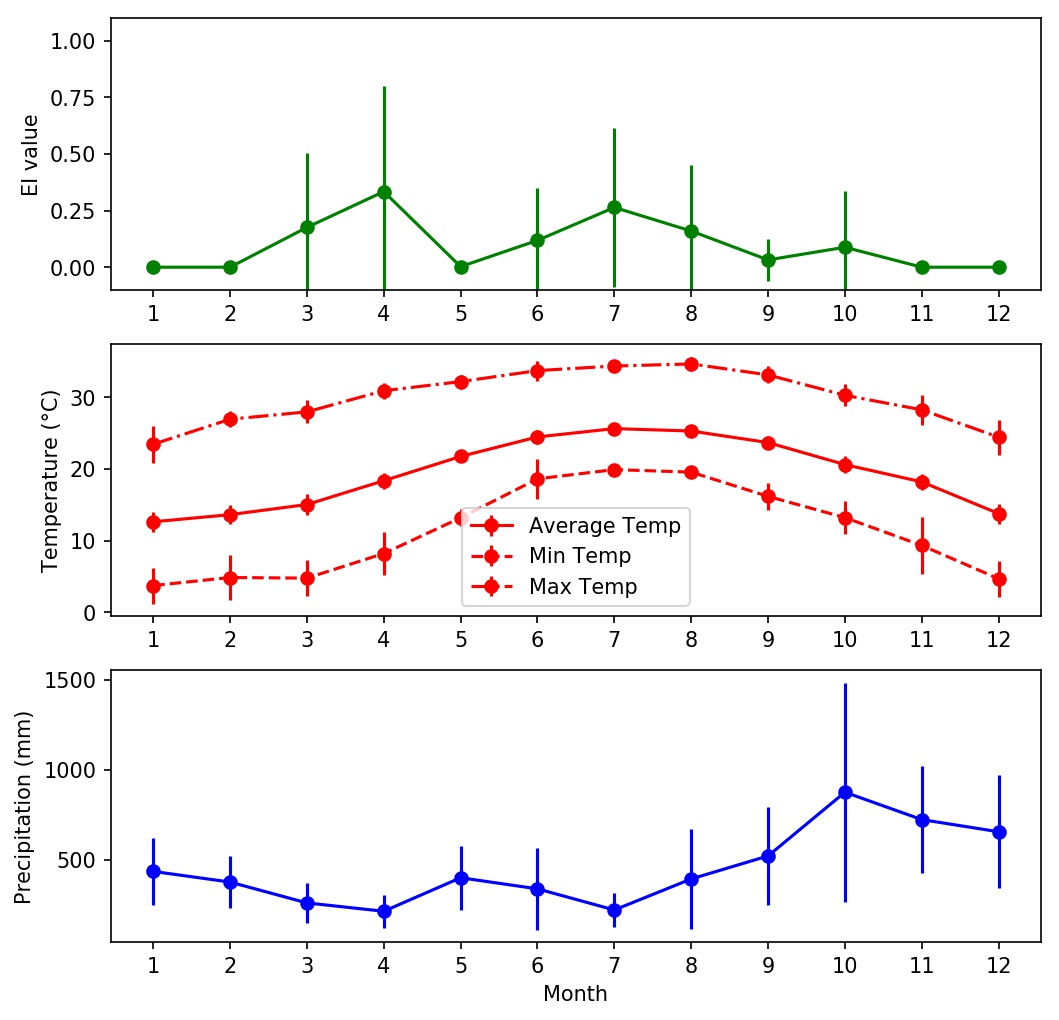 EI value
1.00
0.75
0.50
0.25
0.00
1 2 3 4 5 6 7 8 9 10 11 12
Temperature (°C)
30
20
10
0
Average Temp
Min Temp
Max Temp
1 2 3 4 5 6 7 8 9 10 11 12
Precipitation (mm)
1500
1000
500
1 2 3 4 5 6 7 8 9 10 11 12
Month